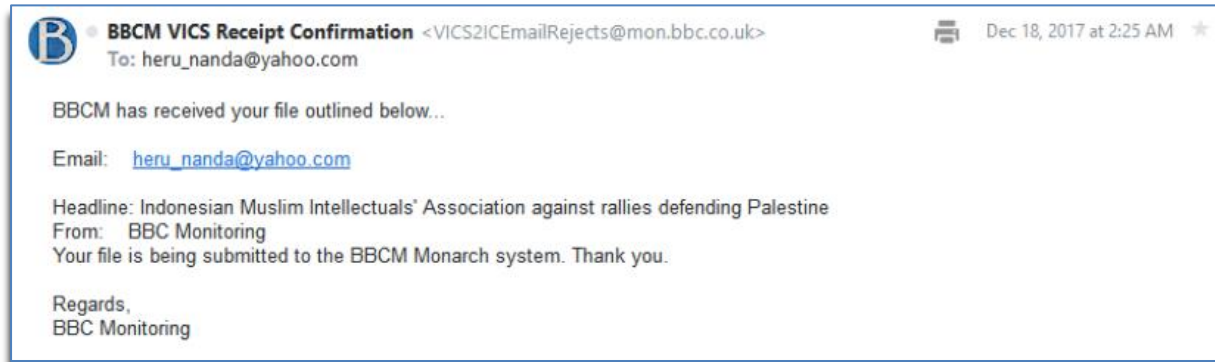 B
BBCM VICS Receipt Confirmation <VICS2ICEmailRejects@mon.bbc.co.uk> Dec 18, 2017 at 2:25 AM
To: heru_nanda@yahoo.com
BBCM has received your file outlined below...
Email: heru_nanda@yahoo.com
Headline: Indonesian Muslim Intellectuals' Association against rallies defending Palestine
From: BBC Monitoring
Your file is being submitted to the BBCM Monarch system. Thank you.
Regards,
BBC Monitoring